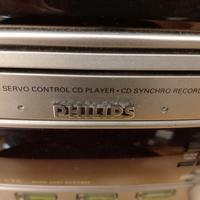 SERVO CONTROL CD PLAYER • CD SYNCHRO RECORD
PHILIPS